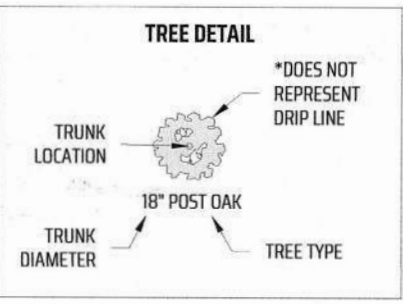 TREE DETAIL
*DOES NOT
REPRESENT
DRIP LINE
TRUNK
LOCATION
18" POST OAK
TRUNK
DIAMETER
TREE TYPE